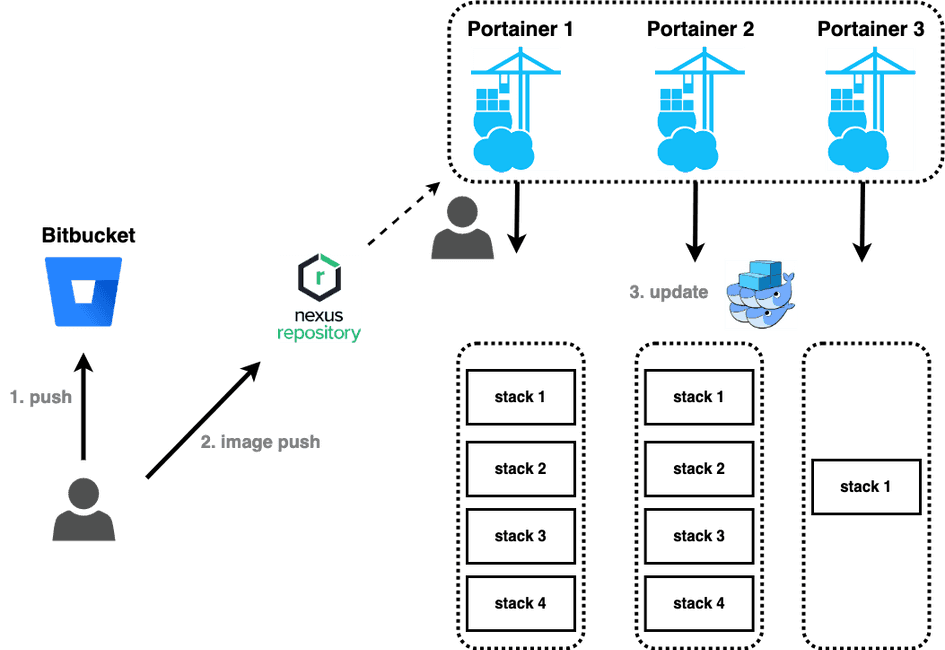 Portainer 1
Portainer 2
Portainer 3
Bitbucket
r
nexus
repository
3. update
1. push
2. image push
stack 1
stack 2
stack 3
stack 4
stack 1
stack 2
stack 3
stack 4
stack 1